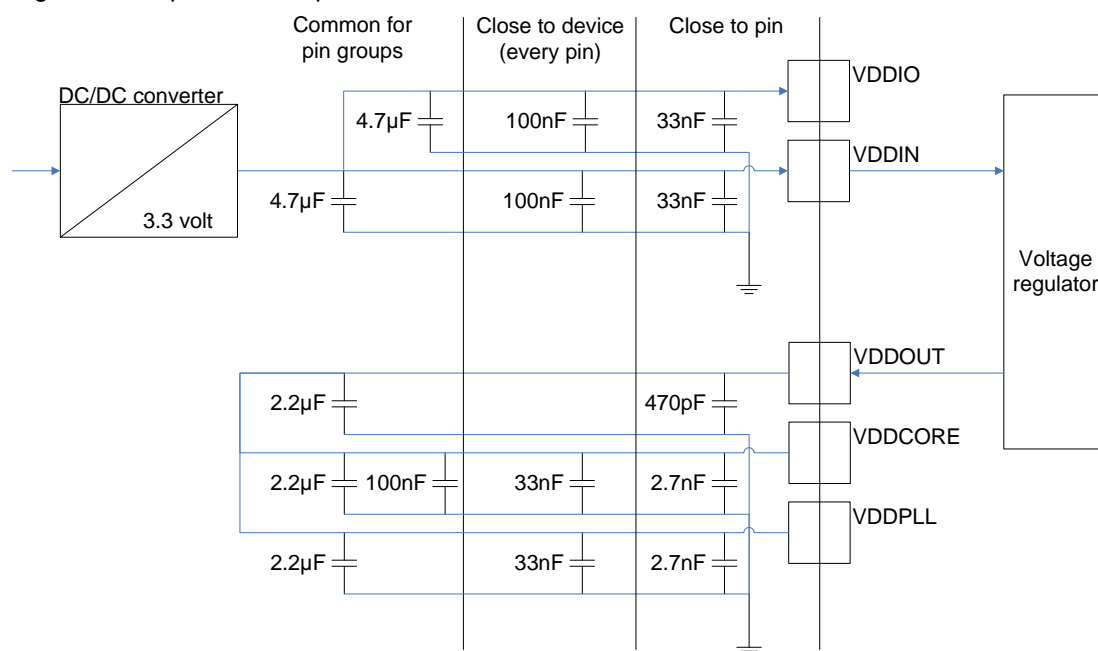 Common for
pin groups
Close to device
(every pin)
Close to pin
DC/DC converter
3.3 volt
VDDIO
4.7µF
100nF
33nF
VDDIN
4.7µF
100nF
33nF
Voltage
regulator
VDDOUT
2.2µF
470pF
VDDCORE
2.2µF
100nF
33nF
2.7nF
VDDPLL
2.2µF
33nF
2.7nF